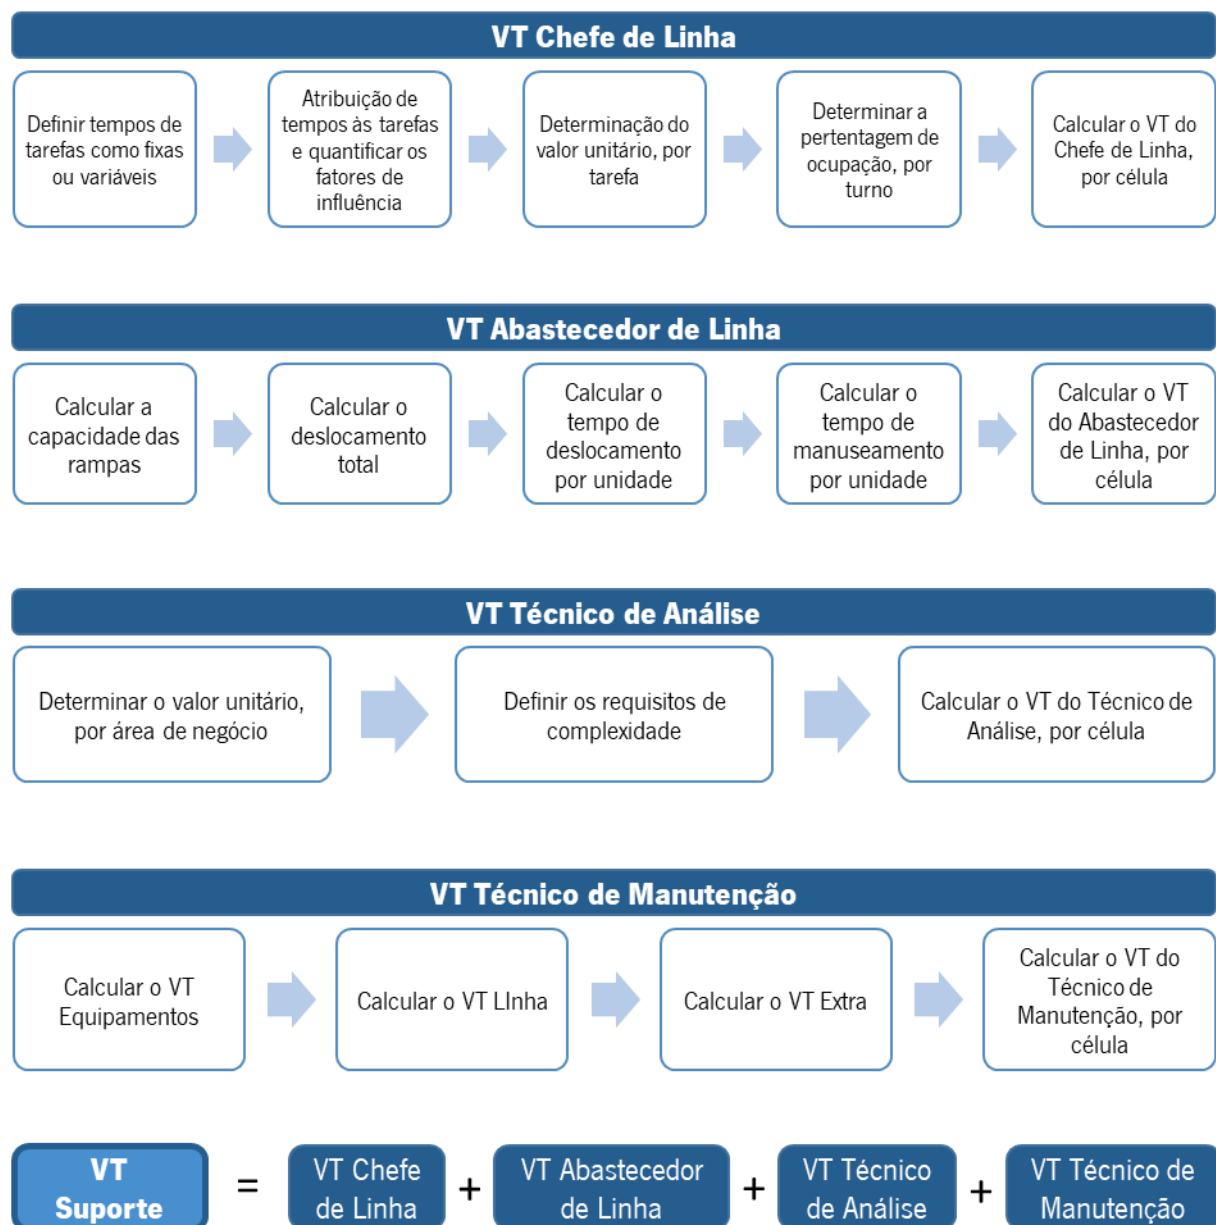 VT Chefe de Linha
Definir tempos de
tarefas como fixas
ou variáveis
Atribuição de
tempos às tarefas
e quantificar os
fatores de
influência
Determinação do
valor unitário, por
tarefa
Determinar a
pertentagem de
ocupação, por
turno
Calcular o VT do
Chefe de Linha,
por célula
VT Abastecedor de Linha
Calcular a
capacidade das
rampas
Calcular o
deslocamento
total
Calcular o
tempo de
deslocamento
por unidade
Calcular o
tempo de
manuseamento
por unidade
Calcular o VT
do Abastecedor
de Linha, por
célula
VT Técnico de Análise
Determinar o valor unitário,
por área de negócio
Definir os requisitos de
complexidade
Calcular o VT do Técnico de
Análise, por célula
VT Técnico de Manutenção
Calcular o VT
Equipamentos
Calcular o VT LInha
Calcular o VT Extra
Calcular o VT do
Técnico de
Manutenção, por
célula
VT
Suporte
=
VT Chefe
de Linha
+
VT Abastecedor
de Linha
+
VT Técnico
de Análise
+
VT Técnico de
Manutenção